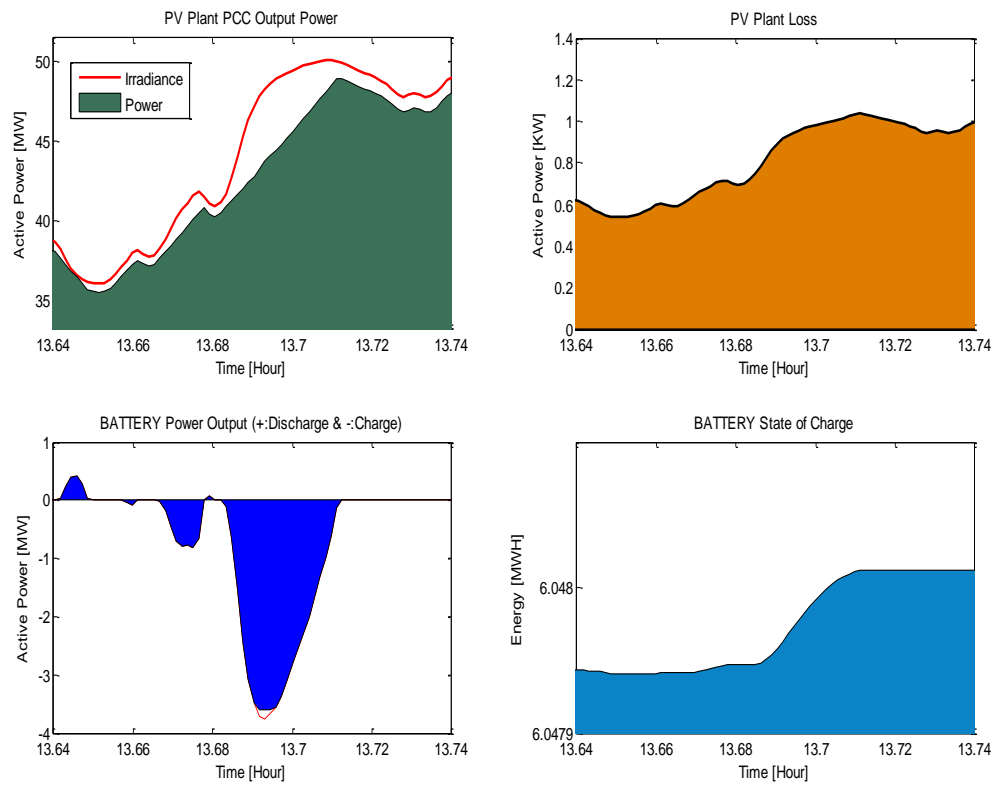 PV Plant PCC Output Power
50
45
40
35
Active Power [MW]
Irradiance
Power
13.64 13.66 13.68 13.7 13.72 13.74
Time [Hour]
PV Plant Loss
1.4
1.2
1
0.8
0.6
0.4
0.2
0
Active Power [KW]
13.64 13.66 13.68 13.7 13.72 13.74
Time [Hour]
BATTERY Power Output (+:Discharge & -:Charge)
1
0
-1
-2
-3
-4
Active Power [MW]
13.64 13.66 13.68 13.7 13.72 13.74
Time [Hour]
BATTERY State of Charge
6.048
6.0479
Energy [MWH]
13.64 13.66 13.68 13.7 13.72 13.74
Time [Hour]